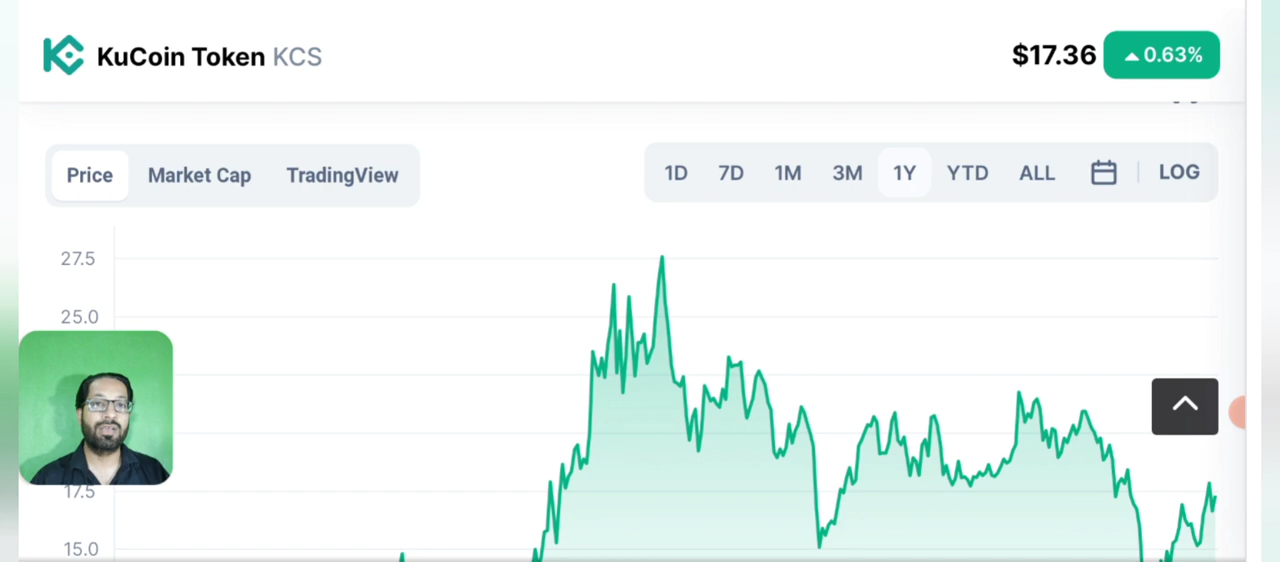 KuCoin Token KCS
$17.36 0.63%
Price Market Cap TradingView
1D 7D 1M 3M 1Y YTD ALL LOG
27.5
25.0
17.5
15.0